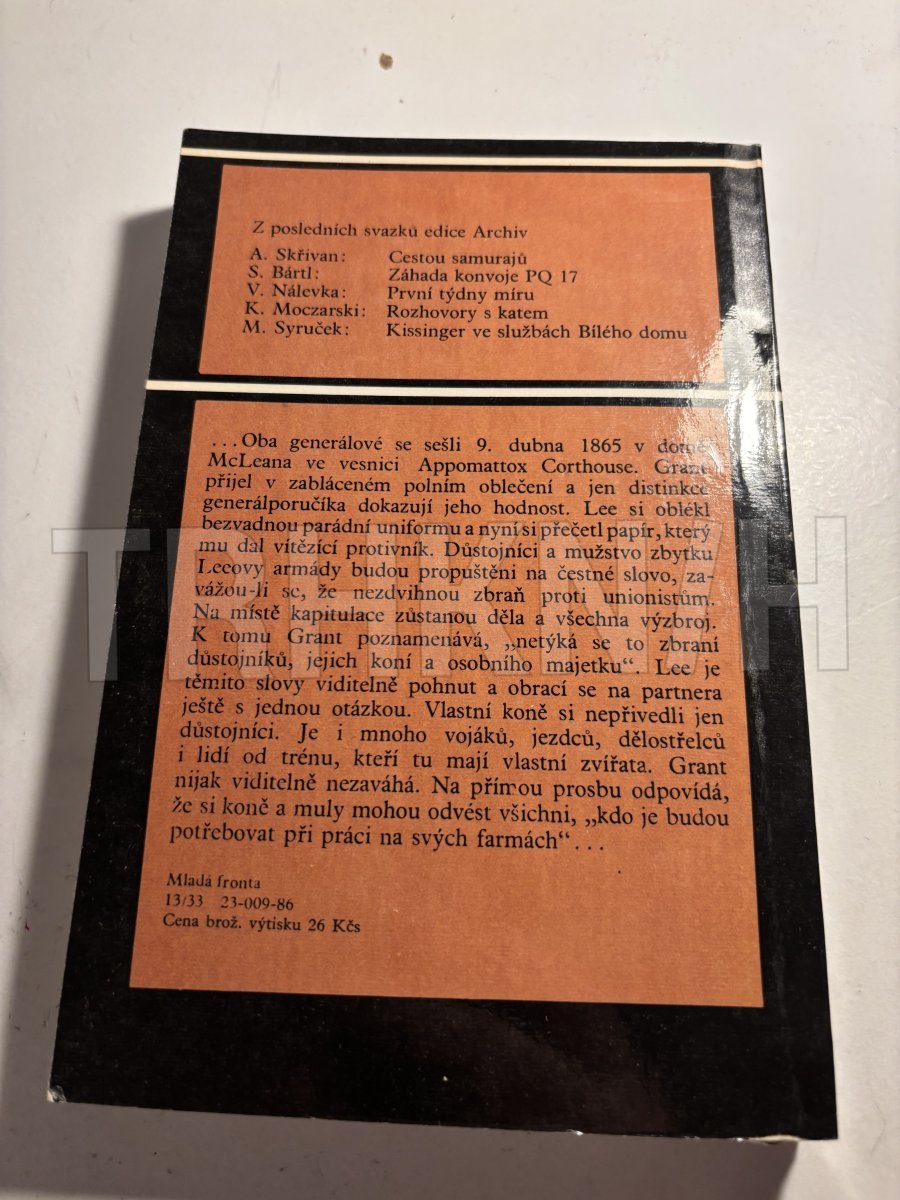 Z posledních svazků edice Archiv
A. Skřivan: Cestou samurajů
S. Bártl: Záhada konvoje PQ 17
V. Nálevka: První týdny míru
K. Moczarski: Rozhovory s katem
M. Syruček: Kissinger ve službách Bílého domu
...Oba generálové se sešli 9. dubna 1865 v domě
McLeana ve vesnici Appomattox Corthouse. Grant
přijel v zabláceném polním oblečení a jen distinkce
generálporučíka dokazují jeho hodnost. Lee si oblékl
bezvadnou parádní uniformu a nyní si přečetl papír, který
mu dal vítězící protivník. Důstojníci a mužstvo zbytku
Leeovy armády budou propuštěni na čestné slovo, za-
vážou-li se, že nezdvihnou zbraň proti unionistům.
Na místě kapitulace zůstanou děla a všechna výzbroj.
K tomu Grant poznamenává, „netýká se to zbraní
důstojníků, jejich koní a osobního majetku“. Lee je
těmito slovy viditelně pohnut a obrací se na partnera
ještě s jednou otázkou. Vlastní koně si nepřivedli jen
důstojníci. Je i mnoho vojáků, jezdců, dělostřelců
i lidí od trénu, kteří tu mají vlastní zvířata. Grant
nijak viditelně nezaváhá. Na přímou prosbu odpovídá,
že si koně a muly mohou odvést všichni, „kdo je budou
potřebovat při práci na svých farmách“...
Mladá fronta
13/33 23-009-86
Cena brož. výtisku 26 Kčs